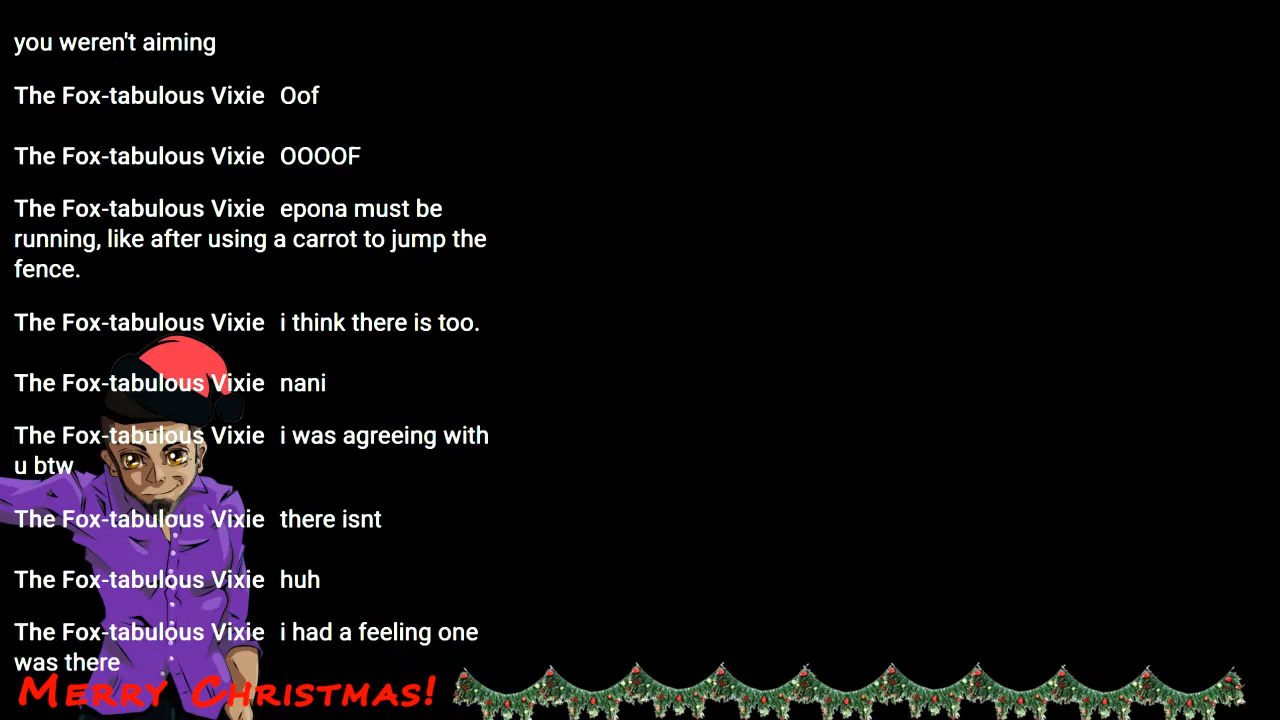 you weren't aiming
The Fox-tabulous Vixie Oof
The Fox-tabulous Vixie OOOOF
The Fox-tabulous Vixie epona must be
running, like after using a carrot to jump the
fence.
The Fox-tabulous Vixie i think there is too.
The Fox-tabulous Vixie nani
The Fox-tabulous Vixie i was agreeing with
u btw
The Fox-tabulous Vixie there isnt
The Fox-tabulous Vixie huh
The Fox-tabulous Vixie i had a feeling one
was there
Merry Christmas!